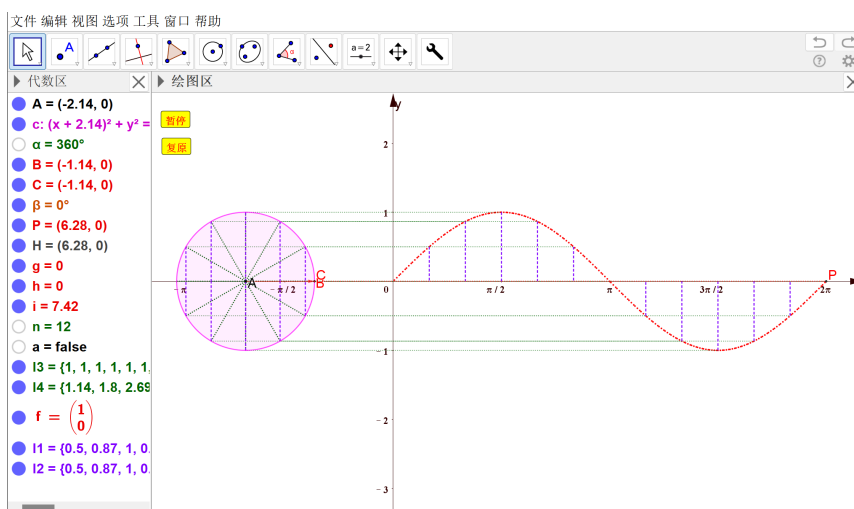 文件 编辑 视图 选项 工具 窗口 帮助
A
α
a=2
代数区
绘图区
A = (-2.14, 0)
c: (x + 2.14)² + y² =
α = 360°
B = (-1.14, 0)
C = (-1.14, 0)
β = 0°
P = (6.28, 0)
H = (6.28, 0)
g = 0
h = 0
i = 7.42
n = 12
a = false
l3 = {1, 1, 1, 1, 1, 1,
l4 = {1.14, 1.8, 2.69
f = (1 0)
l1 = {0.5, 0.87, 1, 0.
l2 = {0.5, 0.87, 1, 0.
暂停
复原
y
2
1
C
P
A
B
-π
-π/2
0
π/2
π
3π/2
2π
-1
-2
-3